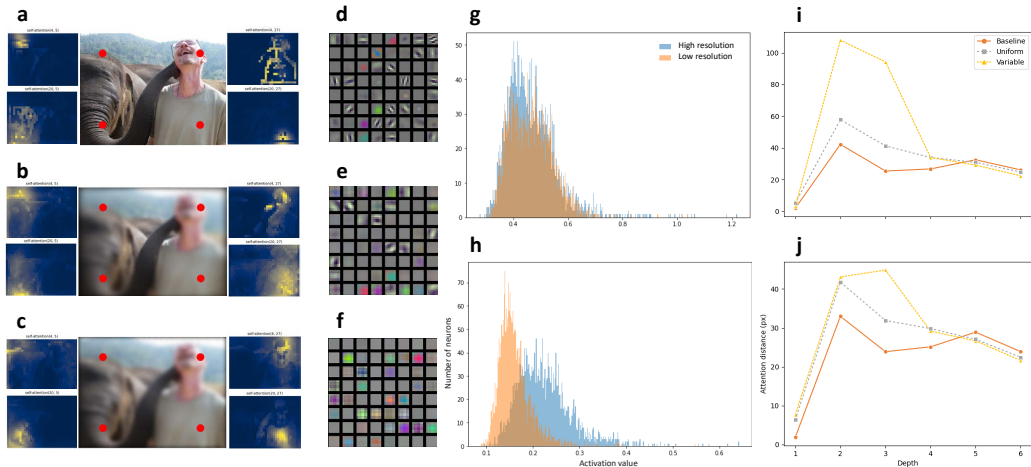 a
self-attention(4, 5)
self-attention(4, 27)
self-attention(20, 5)
self-attention(20, 27)
b
self-attention(4, 5)
self-attention(4, 27)
self-attention(20, 5)
self-attention(20, 27)
c
self-attention(4, 5)
self-attention(4, 27)
self-attention(20, 5)
self-attention(20, 27)
d
e
f
g
High resolution
Low resolution
50
40
30
20
10
0
0.4
0.6
0.8
1.0
1.2
h
Number of neurons
70
60
50
40
30
20
10
0
0.1
0.2
0.3
0.4
0.5
0.6
Activation value
i
Baseline
Uniform
Variable
100
80
60
40
20
0
j
Attention distance (px)
40
30
20
10
0
1
2
3
4
5
6
Depth